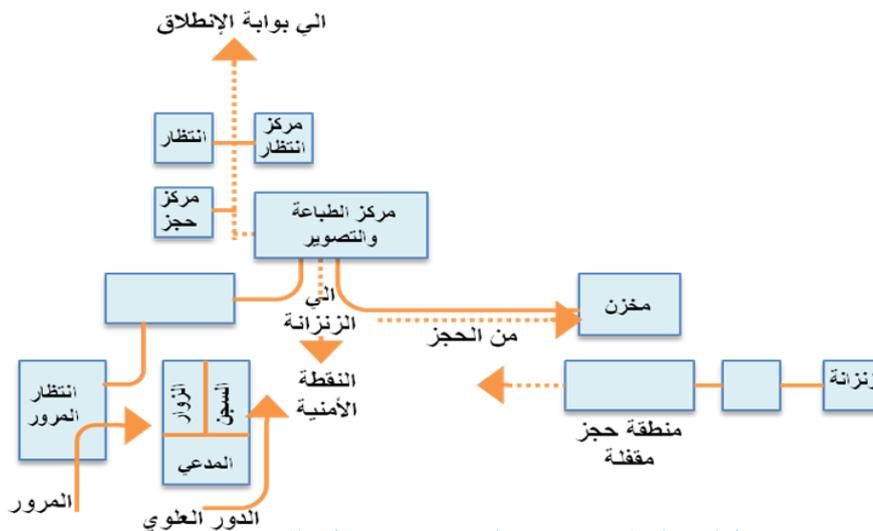 الي بوابة الإنطلاق
مركز
انتظار
انتظار
مركز
حجز
مركز الطباعة
والتصوير
الي
الزنزانة
النقطة
الأمنية
مخزن
من الحجز
زنزانة
منطقة حجز
مقفلة
انتظار
المرور
السجن
الزوار
المدعي
المرور
الدور العلوي